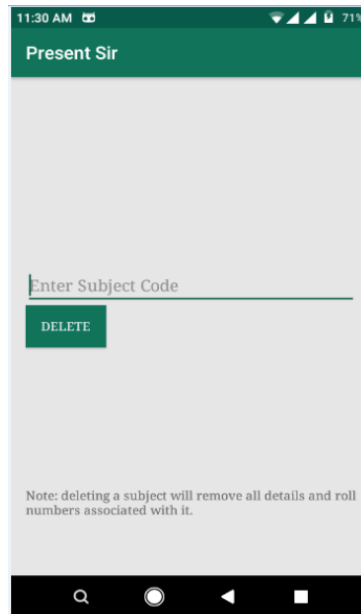 11:30 AM 71%
Present Sir
Enter Subject Code
DELETE
Note: deleting a subject will remove all details and roll
numbers associated with it.